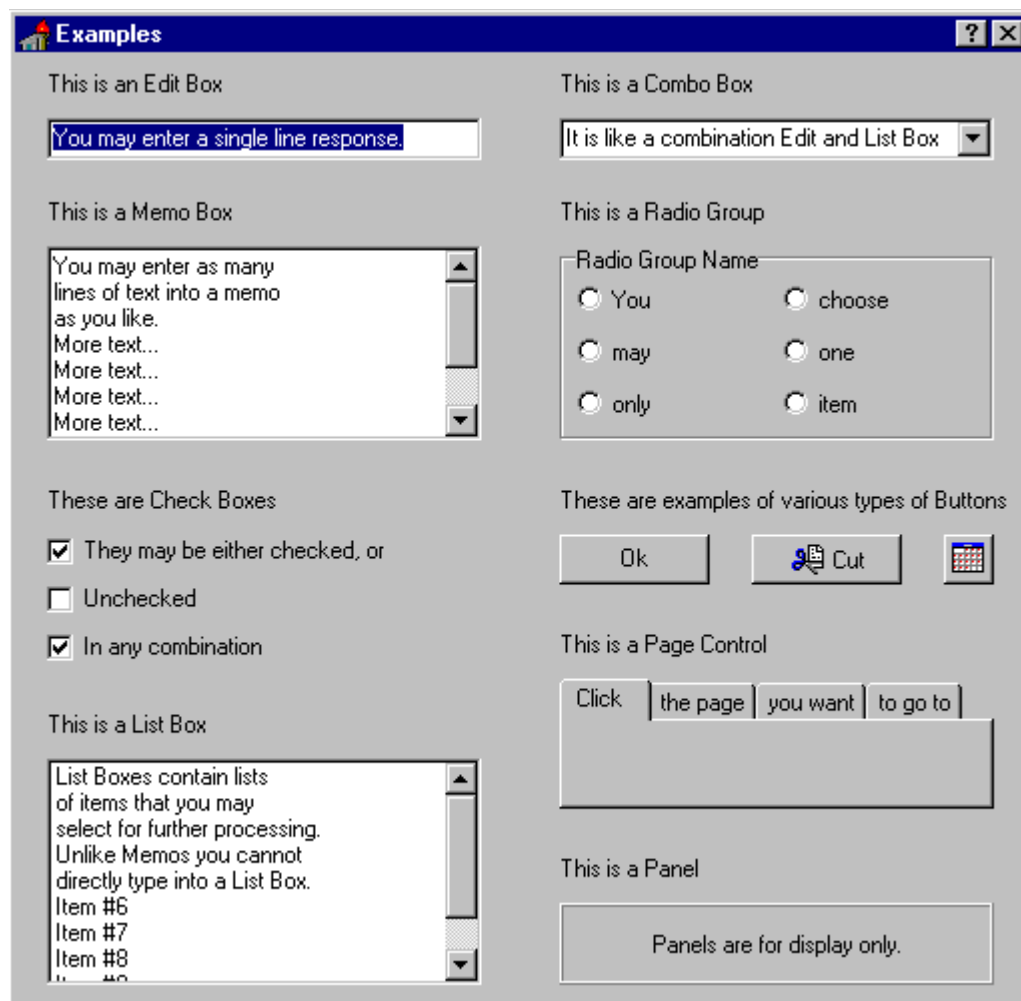 Examples
This is an Edit Box
You may enter a single line response.
This is a Memo Box
You may enter as many
lines of text into a memo
as you like.
More text...
More text...
More text...
More text...
These are Check Boxes
They may be either checked, or
Unchecked
In any combination
This is a List Box
List Boxes contain lists
of items that you may
select for further processing.
Unlike Memos you cannot
directly type into a List Box.
Item #6
Item #7
Item #8
This is a Combo Box
It is like a combination Edit and List Box
This is a Radio Group
Radio Group Name
You choose
may one
only item
These are examples of various types of Buttons
Ok Cut
This is a Page Control
Click the page you want to go to
This is a Panel
Panels are for display only.